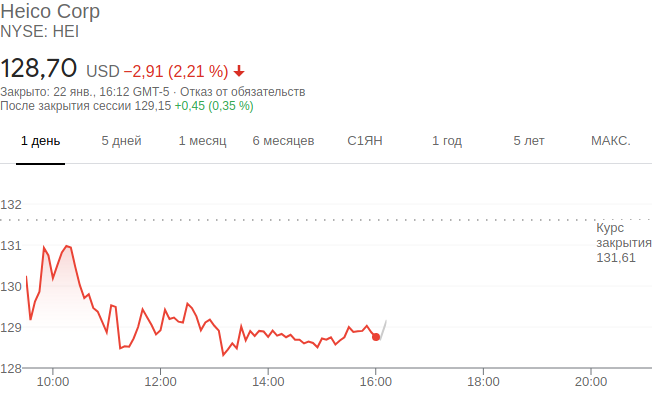 Heico Corp
NYSE: HEI
128,70 USD −2,91 (2,21 %)
Закрыто: 22 янв., 16:12 GMT-5 · Отказ от обязательств
После закрытия сессии 129,15 +0,45 (0,35 %)
1 день 5 дней 1 месяц 6 месяцев С1ЯН 1 год 5 лет МАКС.
132
Курс
закрытия
131,61
131
130
129
128
10:00 12:00 14:00 16:00 18:00 20:00